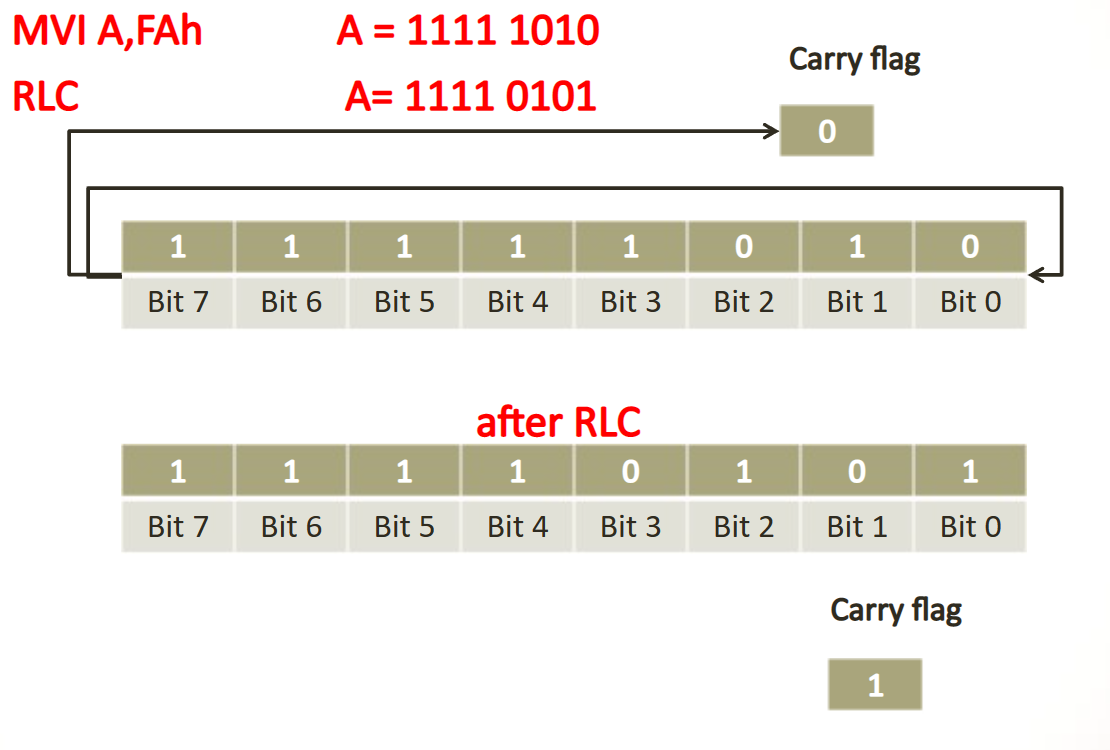 MVI A,FAh A = 1111 1010
Carry flag
RLC A= 1111 0101
0
1 1 1 1 1 0 1 0
Bit 7 Bit 6 Bit 5 Bit 4 Bit 3 Bit 2 Bit 1 Bit 0
after RLC
1 1 1 1 0 1 0 1
Bit 7 Bit 6 Bit 5 Bit 4 Bit 3 Bit 2 Bit 1 Bit 0
Carry flag
1